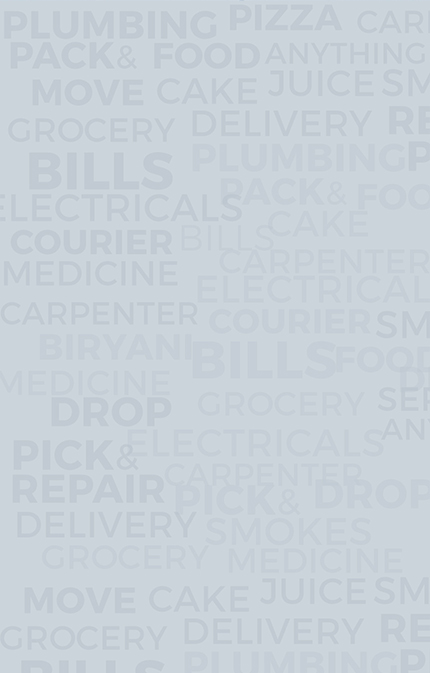 PLUMBING PIZZA CAR
PACK& FOOD ANYTHING
MOVE CAKE JUICE SM
GROCERY DELIVERY RE
BILLS PLUMBING P
PACK& FOO
ELECTRICALS
CAKE
COURIER BILLS
MEDICINE CARPENTER
ELECTRICAL
CARPENTER COURIER SM
BIRYANI BILLS FOOD
MEDICINE D
DROP GROCERY SER
ELECTRICALS ANY
PICK&
CARPENTER
REPAIR PICK& DROP
DELIVERY SMOKES
GROCERY MEDICINE
MOVE CAKE JUICE SM
GROCERY DELIVERY RE
BILLS PLUMBING P